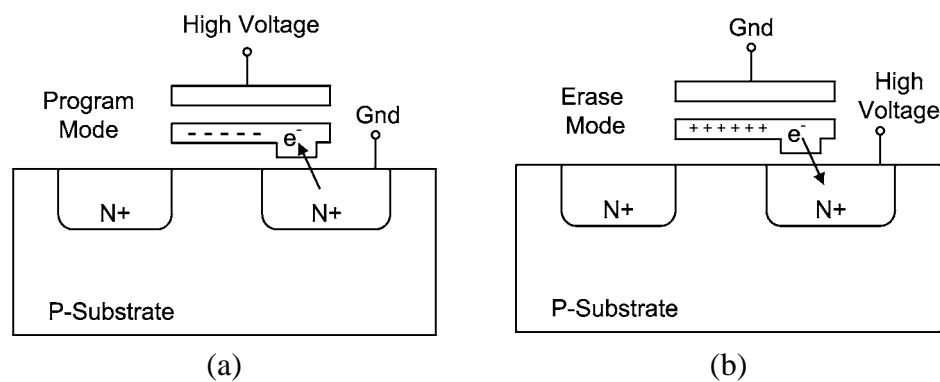 High Voltage
Program
Mode
Gnd
- - - - -
e-
N+
N+
P-Substrate
(a)
Gnd
Erase
Mode
High
Voltage
+ + + + + +
e-
N+
N+
P-Substrate
(b)